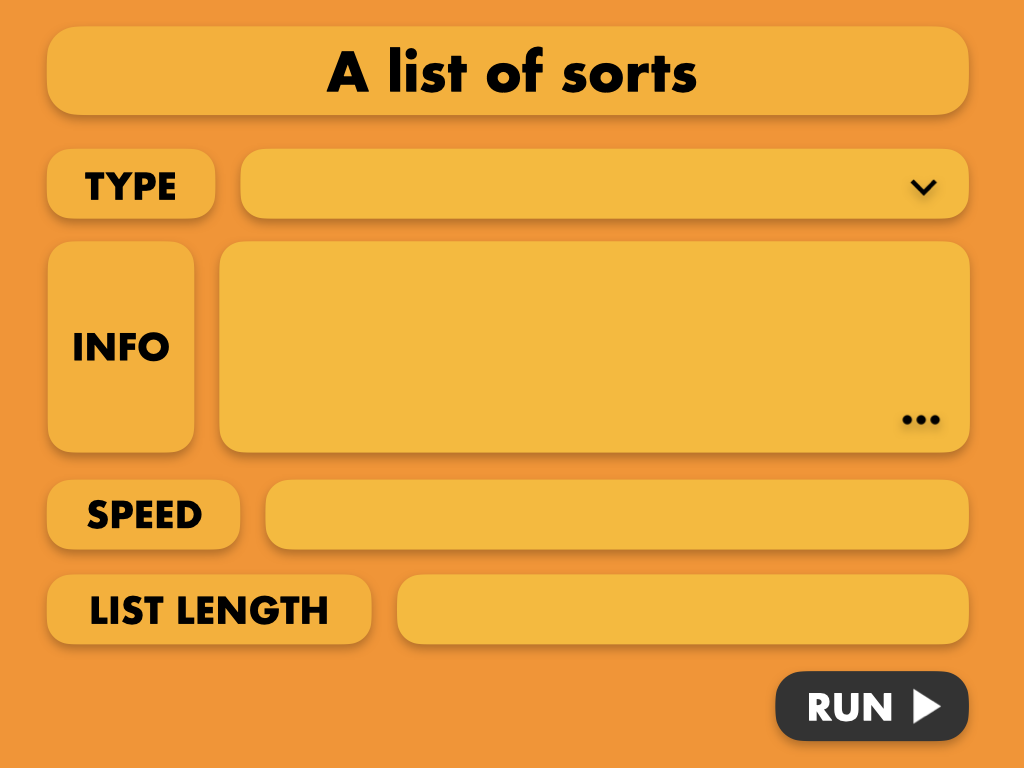 A list of sorts
TYPE
INFO
SPEED
LIST LENGTH
RUN